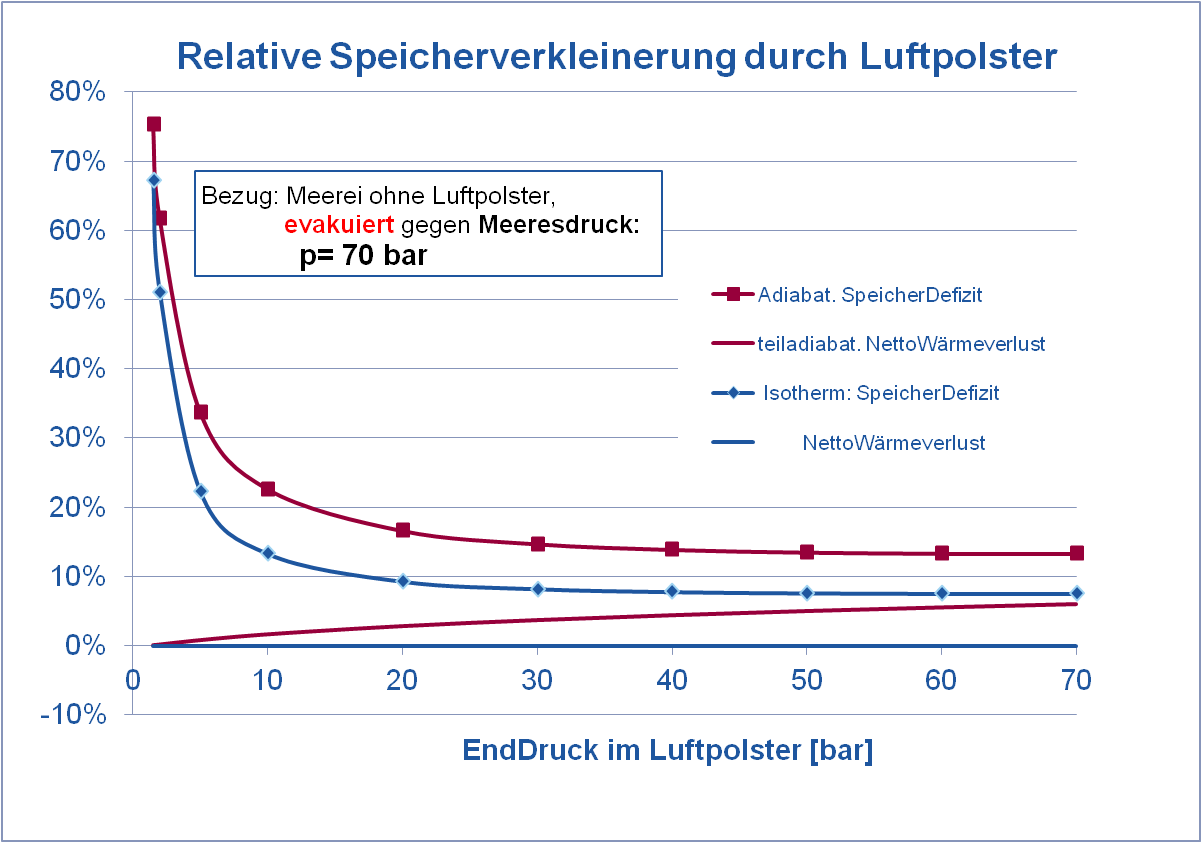 Relative Speicherverkleinerung durch Luftpolster
80%
70%
60%
50%
40%
30%
20%
10%
0%
-10%
Bezug: Meerei ohne Luftpolster,
evakuiert gegen Meeresdruck:
p= 70 bar
Adiabat. SpeicherDefizit
teiladiabat. NettoWärmeverlust
Isotherm: SpeicherDefizit
NettoWärmeverlust
0 10 20 30 40 50 60 70
EndDruck im Luftpolster [bar]